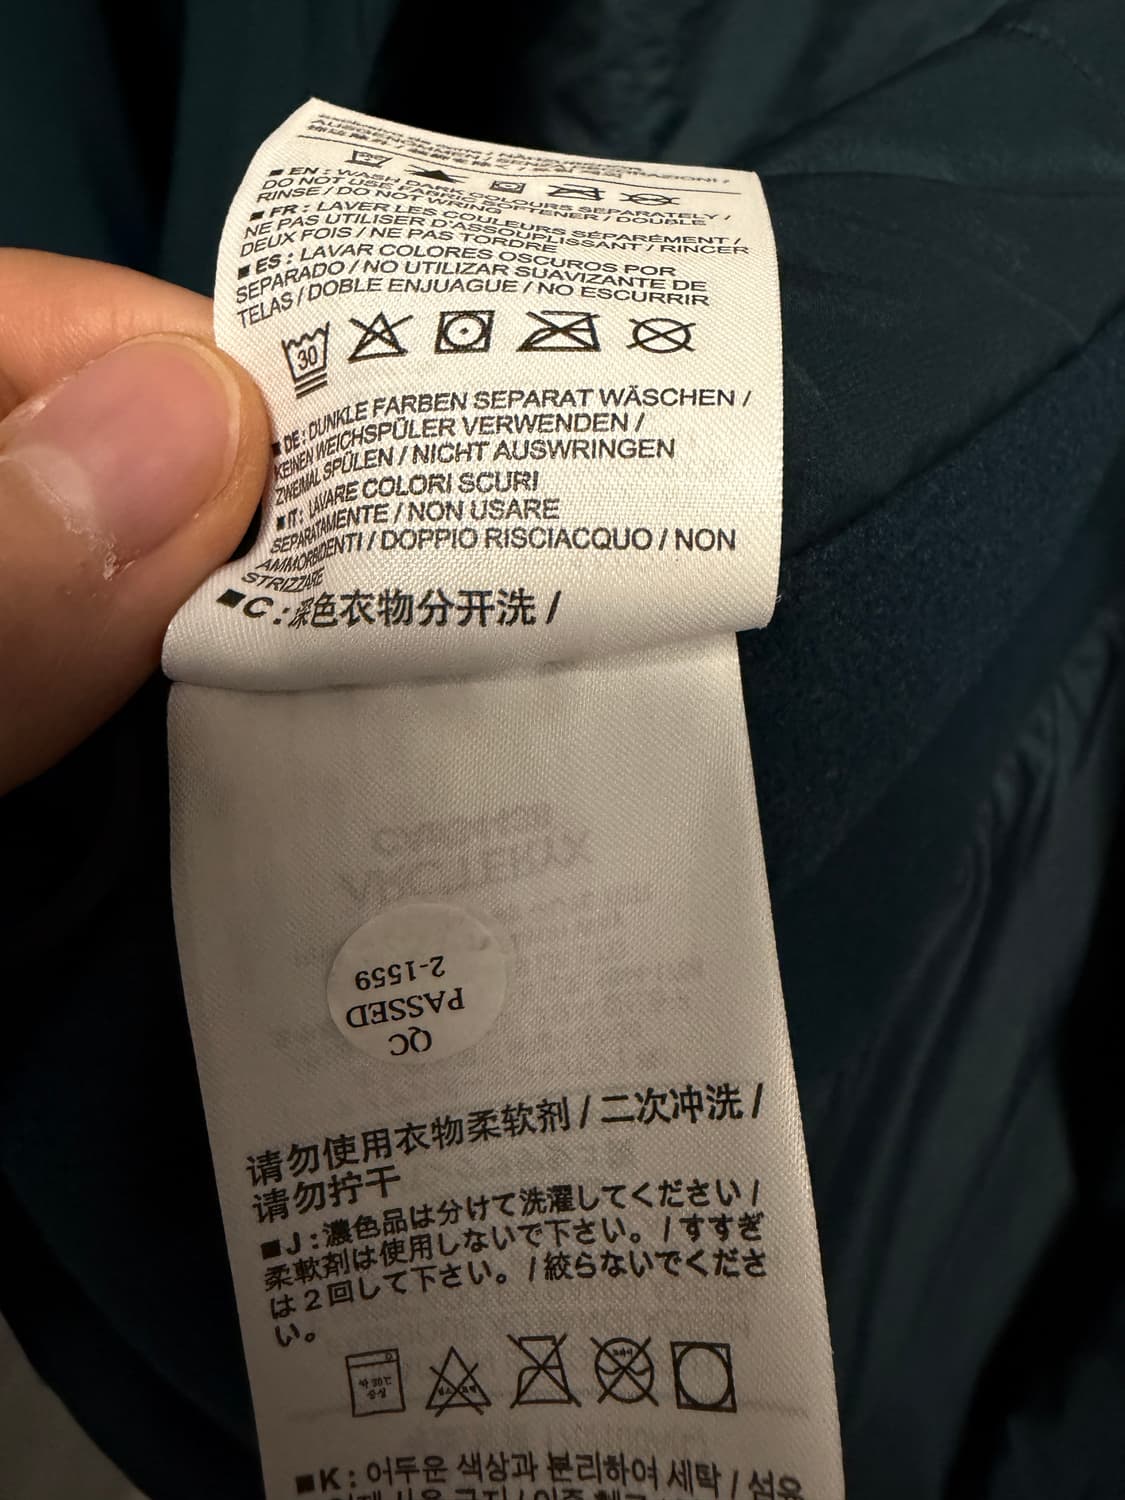 ■ EN : WASH DARK COLOURS SEPARATELY /
DO NOT USE FABRIC SOFTENER / DOUBLE
RINSE / DO NOT WRING
■ FR : LAVER LES COULEURS SÉPARÉMENT /
NE PAS UTILISER D'ASSOUPLISSANT / RINCER
DEUX FOIS / NE PAS TORDRE
■ ES : LAVAR COLORES OSCUROS POR
SEPARADO / NO UTILIZAR SUAVIZANTE DE
TELAS / DOBLE ENJUAGUE / NO ESCURRIR
30
■ DE : DUNKLE FARBEN SEPARAT WÄSCHEN /
KEINEN WEICHSPÜLER VERWENDEN /
ZWEIMAL SPÜLEN / NICHT AUSWRINGEN
■ IT : LAVARE COLORI SCURI
SEPARATAMENTE / NON USARE
AMMORBIDENTI / DOPPIO RISCIACQUO / NON
STRIZZARE
■ C : 深色衣物分开洗 /
2-1559
PASSED
QC
请勿使用衣物柔软剂 / 二次冲洗 /
请勿拧干
■ J : 濃色品は分けて洗濯してください /
柔軟剤は使用しないで下さい。 / すすぎ
は2回して下さい。 / 絞らないでくださ
い。
■ K : 어두운 색상과 분리하여 세탁 / 섬유